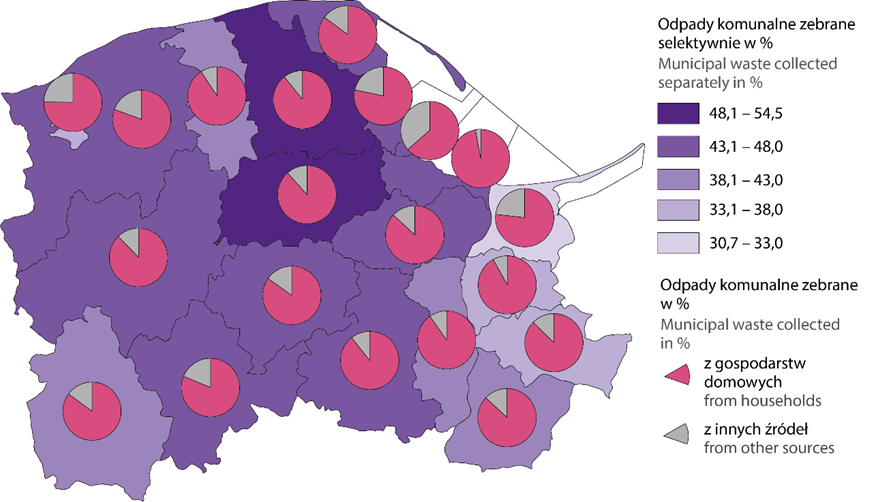 Odpady komunalne zebrane
selektywnie w %
Municipal waste collected
separately in %
48,1 – 54,5
43,1 – 48,0
38,1 – 43,0
33,1 – 38,0
30,7 – 33,0
Odpady komunalne zebrane
w %
Municipal waste collected
in %
z gospodarstw
domowych
from households
z innych źródeł
from other sources